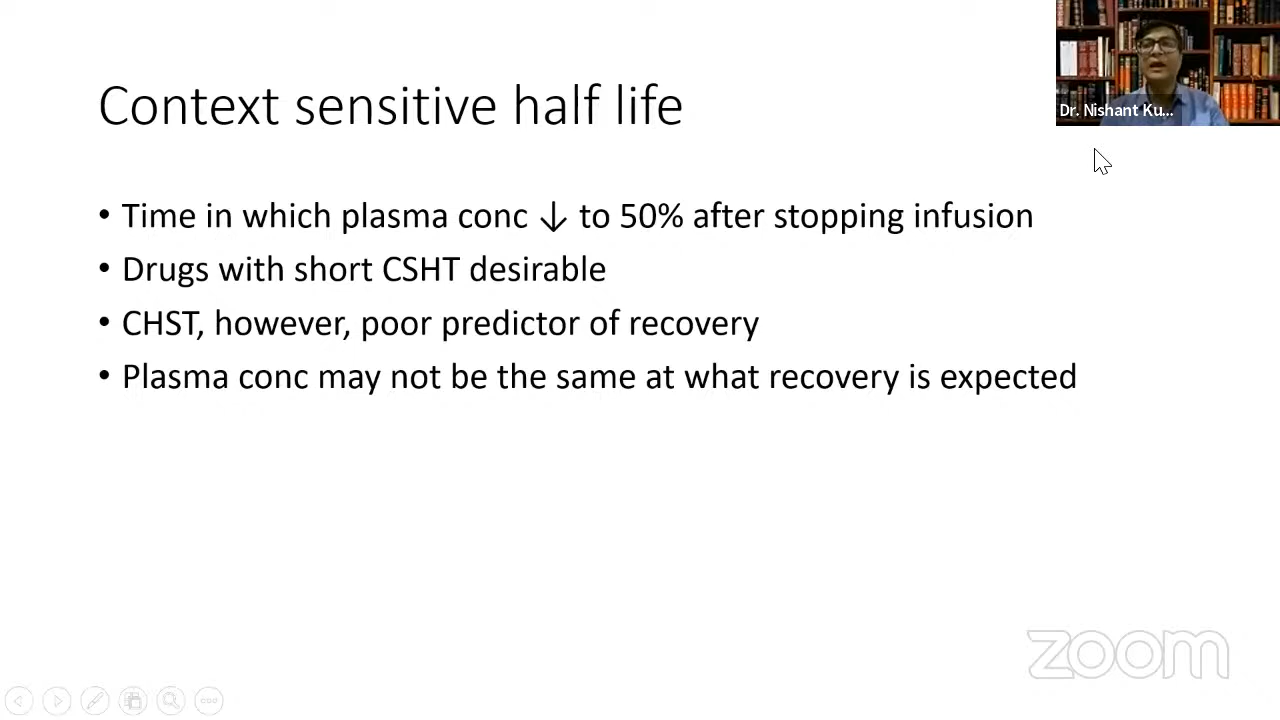 Dr. Nishant Ku...
Context sensitive half life
• Time in which plasma conc ↓ to 50% after stopping infusion
• Drugs with short CSHT desirable
• CHST, however, poor predictor of recovery
• Plasma conc may not be the same at what recovery is expected
zoom